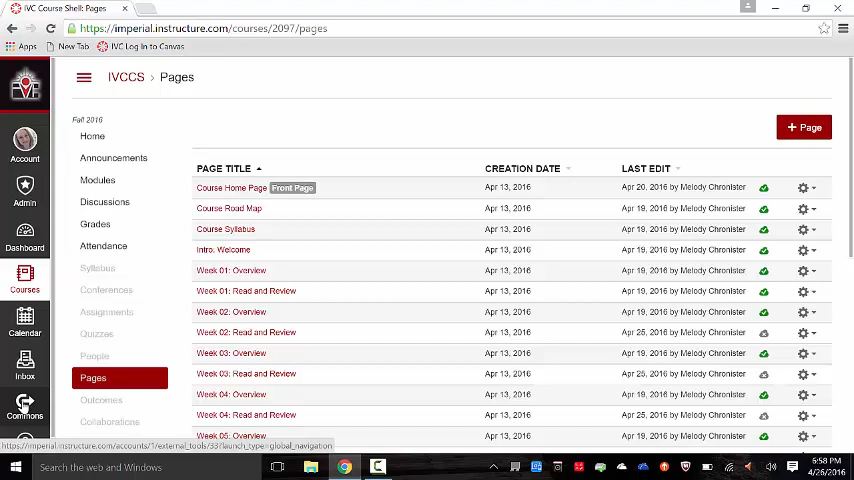 iVC Course Shell: Pages
https://imperial.instructure.com/courses/2097/pages
Apps New Tab IVC Log In to Canvas
IVCCS > Pages
Account
Admin
Dashboard
Courses
Calendar
Inbox
Commons
Fall 2016
Home
Announcements
Modules
Discussions
Grades
Attendance
Syllabus
Conferences
Assignments
Quizzes
People
Pages
Outcomes
Collaborations
+ Page
PAGE TITLE CREATION DATE LAST EDIT
Course Home Page Front Page Apr 13, 2016 Apr 20, 2016 by Melody Chronister
Course Road Map Apr 13, 2016 Apr 19, 2016 by Melody Chronister
Course Syllabus Apr 13, 2016 Apr 19, 2016 by Melody Chronister
Intro: Welcome Apr 13, 2016 Apr 19, 2016 by Melody Chronister
Week 01: Overview Apr 13, 2016 Apr 19, 2016 by Melody Chronister
Week 01: Read and Review Apr 13, 2016 Apr 19, 2016 by Melody Chronister
Week 02: Overview Apr 13, 2016 Apr 19, 2016 by Melody Chronister
Week 02: Read and Review Apr 13, 2016 Apr 25, 2016 by Melody Chronister
Week 03: Overview Apr 13, 2016 Apr 19, 2016 by Melody Chronister
Week 03: Read and Review Apr 13, 2016 Apr 25, 2016 by Melody Chronister
Week 04: Overview Apr 13, 2016 Apr 19, 2016 by Melody Chronister
Week 04: Read and Review Apr 13, 2016 Apr 25, 2016 by Melody Chronister
Week 05: Overview Apr 13, 2016 Apr 19, 2016 by Melody Chronister
https://imperial.instructure.com/accounts/1/external_tools/33?launch_type=global_navigation
Search the web and Windows
6:58 PM
4/26/2016